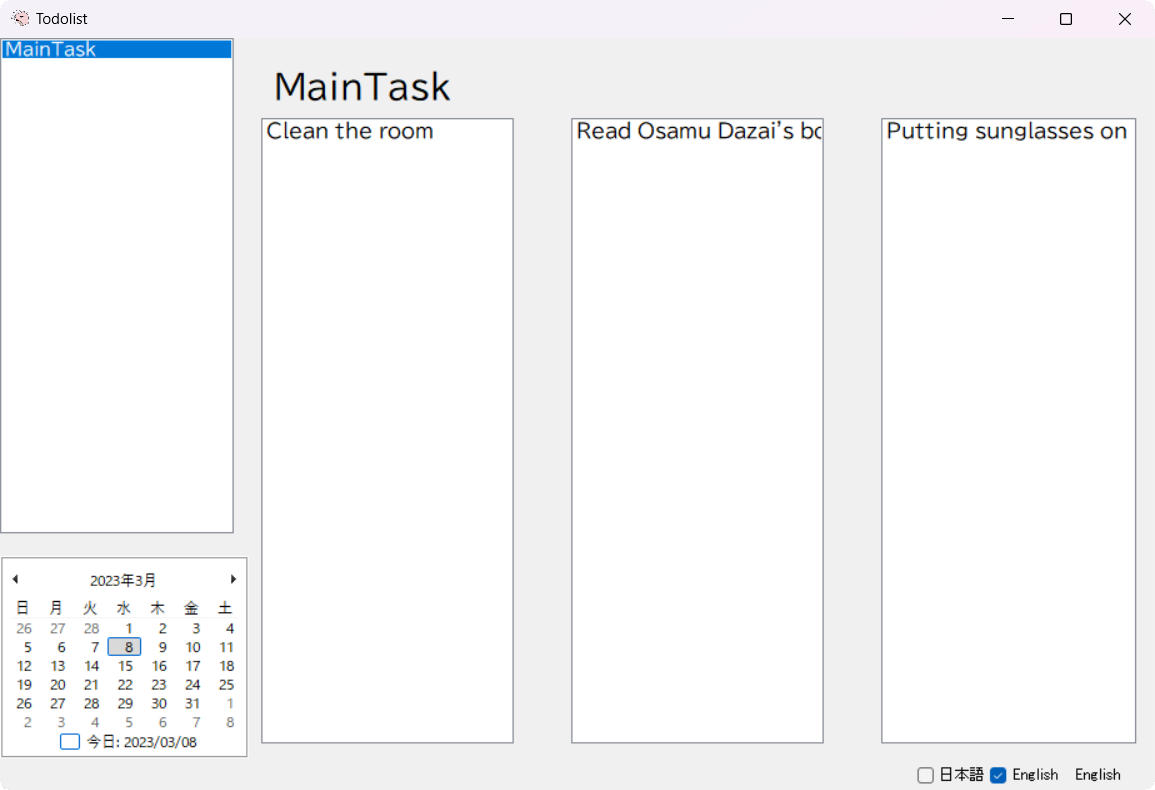 Todolist
MainTask
MainTask
Clean the room
Read Osamu Dazai's
Putting sunglasses on
2023年3月
日 月 火 水 木 金 土
26 27 28 1 2 3 4
5 6 7 8 9 10 11
12 13 14 15 16 17 18
19 20 21 22 23 24 25
26 27 28 29 30 31 1
2 3 4 5 6 7 8
今日: 2023/03/08
日本語 English English